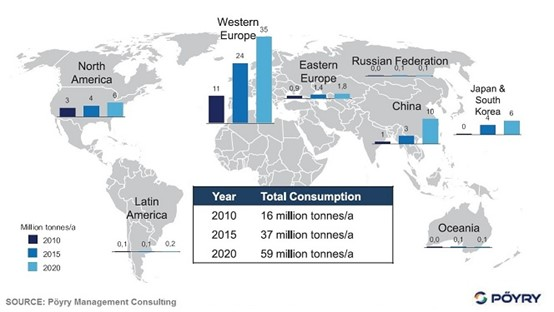 Western
Europe
35
24
11
North
America
3
4
6
Eastern
Europe
0,9
1,4
1,8
Russian Federation
0,0
0,1
0,1
China
1
3
10
Japan &
South
Korea
0
4
6
Latin
America
0,1
0,1
0,2
Oceania
0,0
0,1
0,1
Year Total Consumption
2010 16 million tonnes/a
2015 37 million tonnes/a
2020 59 million tonnes/a
Million tonnes/a
2010
2015
2020
SOURCE: Pöyry Management Consulting
PÖYRY